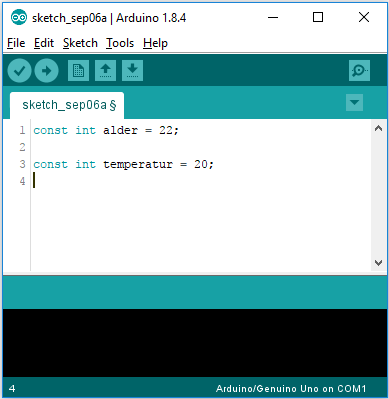 sketch_sep06a | Arduino 1.8.4
File Edit Sketch Tools Help
sketch_sep06a §
1 const int alder = 22;
2
3 const int temperatur = 20;
4
4 Arduino/Genuino Uno on COM1